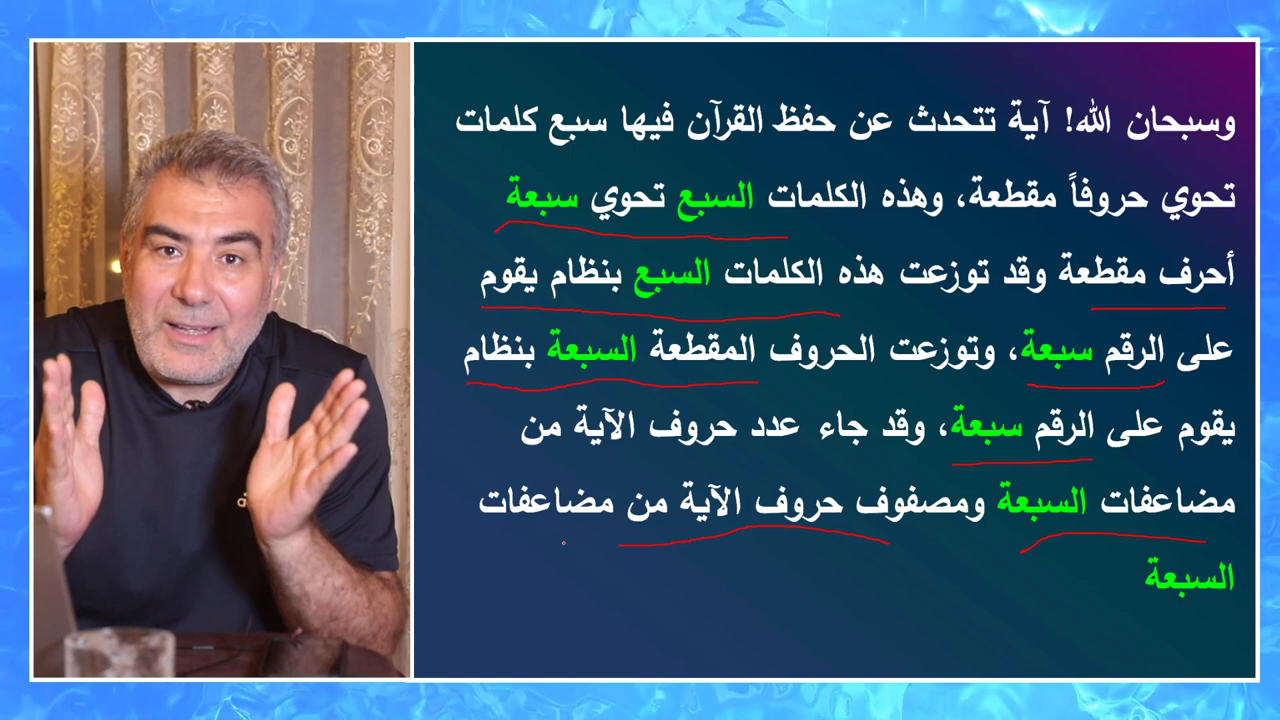 وسبحان الله! آية تتحدث عن حفظ القرآن فيها سبع كلمات
تحوي حروفاً مقطعة، وهذه الكلمات السبع تحوي سبعة
أحرف مقطعة وقد توزعت هذه الكلمات السبع بنظام يقوم
على الرقم سبعة، وتوزعت الحروف المقطعة السبعة بنظام
يقوم على الرقم سبعة، وقد جاء عدد حروف الآية من
مضاعفات السبعة ومصفوف حروف الآية من مضاعفات
السبعة